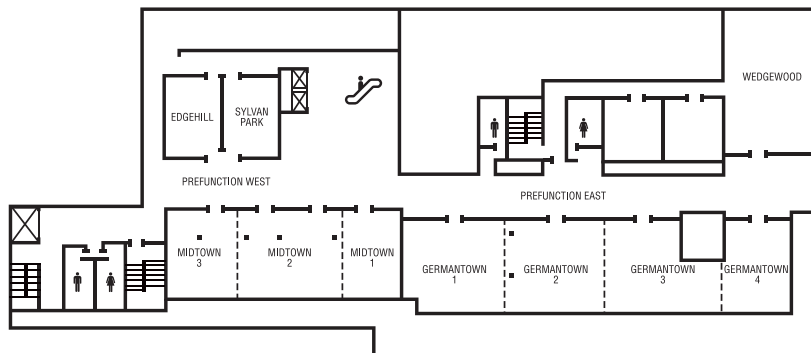 WEDGEWOOD
EDGEHILL
SYLVAN
PARK
PREFUNCTION WEST
PREFUNCTION EAST
MIDTOWN
3
MIDTOWN
2
MIDTOWN
1
GERMANTOWN
1
GERMANTOWN
2
GERMANTOWN
3
GERMANTOWN
4